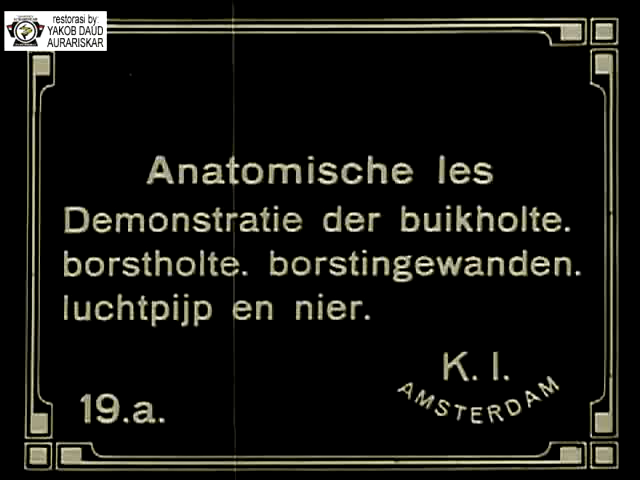 restorasi by:
YAKOB DAUD
AURARISKAR
Anatomische les
Demonstratie der buikholte.
borstholte. borstingewanden.
luchtpijp en nier.
K. I.
AMSTERDAM
19.a.